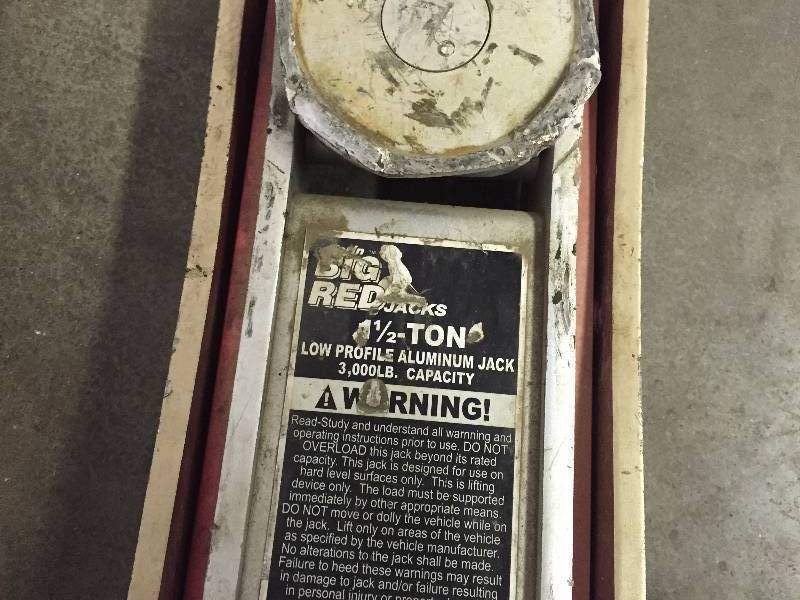 BIG
RED JACKS
1½-TON
LOW PROFILE ALUMINUM JACK
3,000LB. CAPACITY
WARNING!
Read-Study and understand all warnning and
operating instructions prior to use. DO NOT
OVERLOAD this jack beyond its rated
capacity. This jack is designed for use on
hard level surfaces only. This is lifting
device only. The load must be supported
immediately by other appropriate means.
DO NOT move or dolly the vehicle while on
the jack. Lift only on areas of the vehicle
as specified by the vehicle manufacturer.
No alterations to the jack shall be made.
Failure to heed these warnings may result
in damage to jack and/or failure resulting
in personal injury or